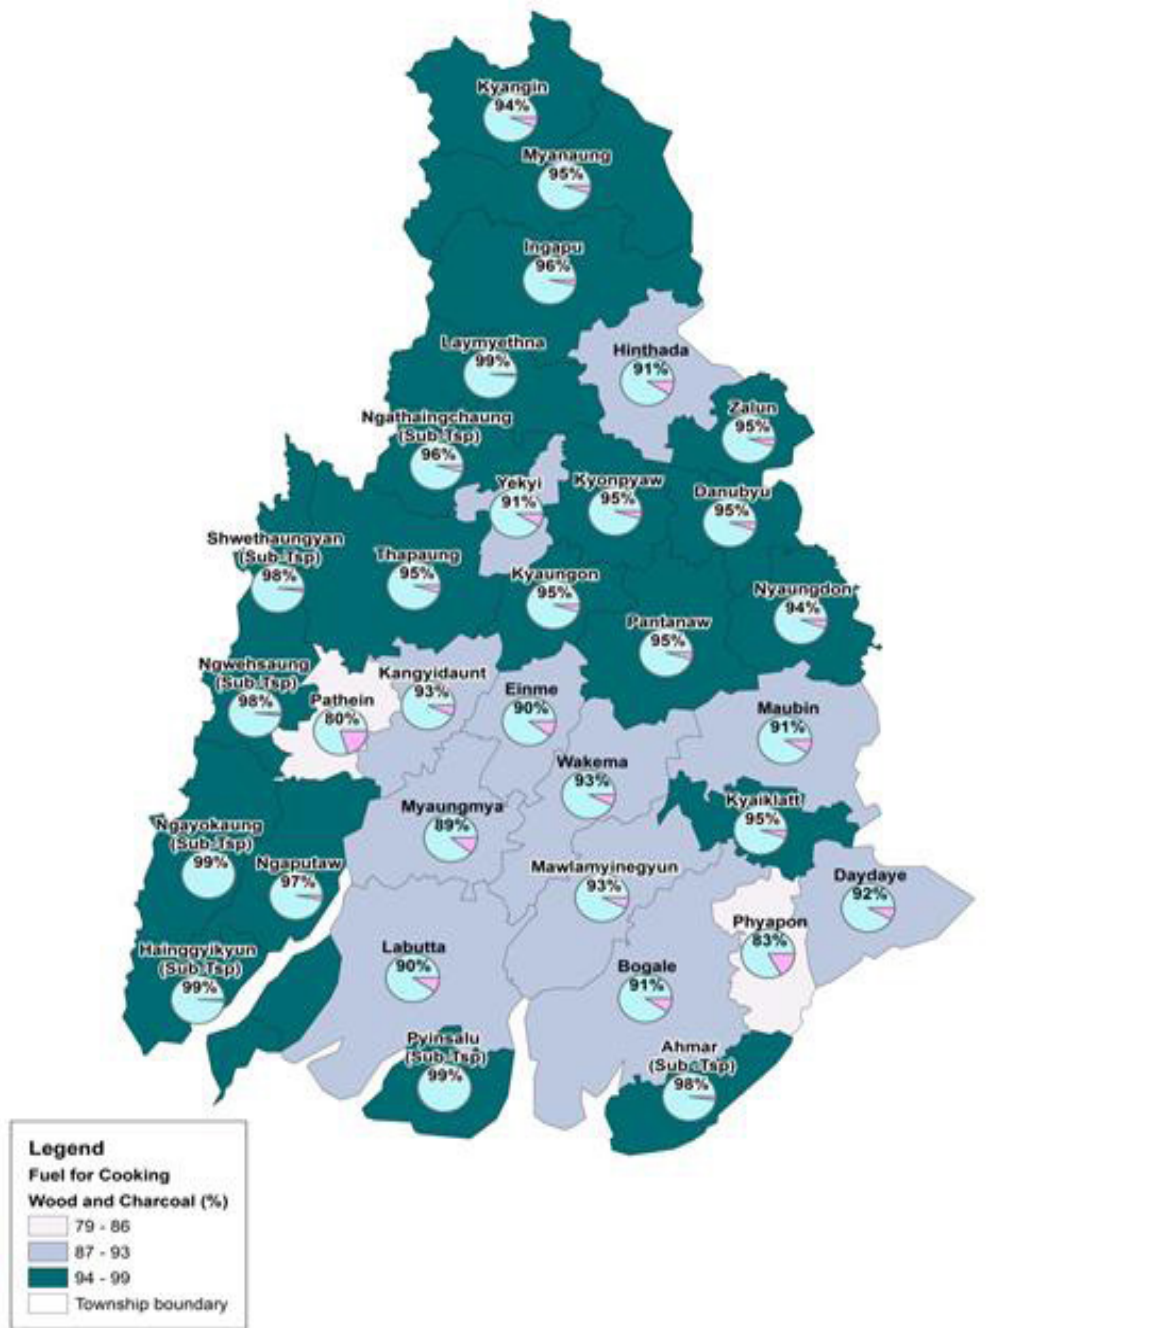 Kyangin
94%
Myanaung
95%
Ingapu
96%
Laymyethna
99%
Hinthada
91%
Zalun
95%
Ngathaingchaung
(Sub-Tsp)
96%
Yekyi
91%
Kyonpyaw
95%
Danubyu
95%
Shwethaungyan
(Sub-Tsp)
98%
Thapaung
95%
Kyaungon
95%
Nyaungdon
94%
Pantanaw
95%
Ngwehsaung
(Sub-Tsp)
98%
Pathein
80%
Kangyidaunt
93%
Einme
90%
Maubin
91%
Wakema
93%
Myaungmya
89%
Kyaiklatt
95%
Ngayokaung
(Sub-Tsp)
99%
Ngaputaw
97%
Mawlamyinegyun
93%
Daydaye
92%
Phyapon
83%
Hainggyikyun
(Sub-Tsp)
99%
Labutta
90%
Bogale
91%
Pyinsalu
(Sub-Tsp)
99%
Ahmar
(Sub-Tsp)
98%
Legend
Fuel for Cooking
Wood and Charcoal (%)
79 - 86
87 - 93
94 - 99
Township boundary